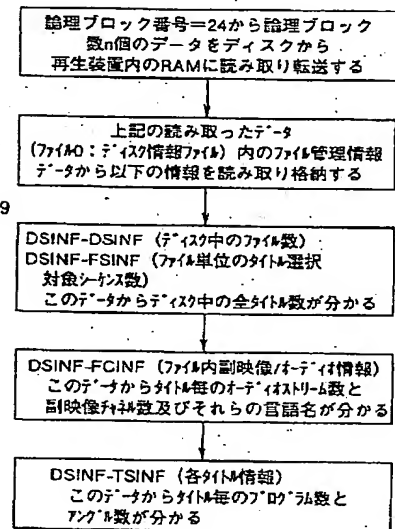 論理ブロック番号=24から論理ブロック
数n個のデータをディスクから
再生装置内のRAMに読み取り転送する
上記の読み取ったデータ
(ファイル0:ディスク情報ファイル)内のファイル管理情報
データから以下の情報を読み取り格納する
9
DSINF-DSINF (ディスク中のファイル数)
DSINF-FSINF (ファイル単位のタイトル選択
対象シーケンス数)
このデータからディスク中の全タイトル数が分かる
DSINF-FCINF (ファイル内副映像/オーディオ情報)
このデータからタイトル毎のオーディオストリーム数と
副映像チャネル数及びそれらの言語名が分かる
DSINF-TSINF (各タイトル情報)
このデータからタイトル毎のプログラム数と
アングル数が分かる